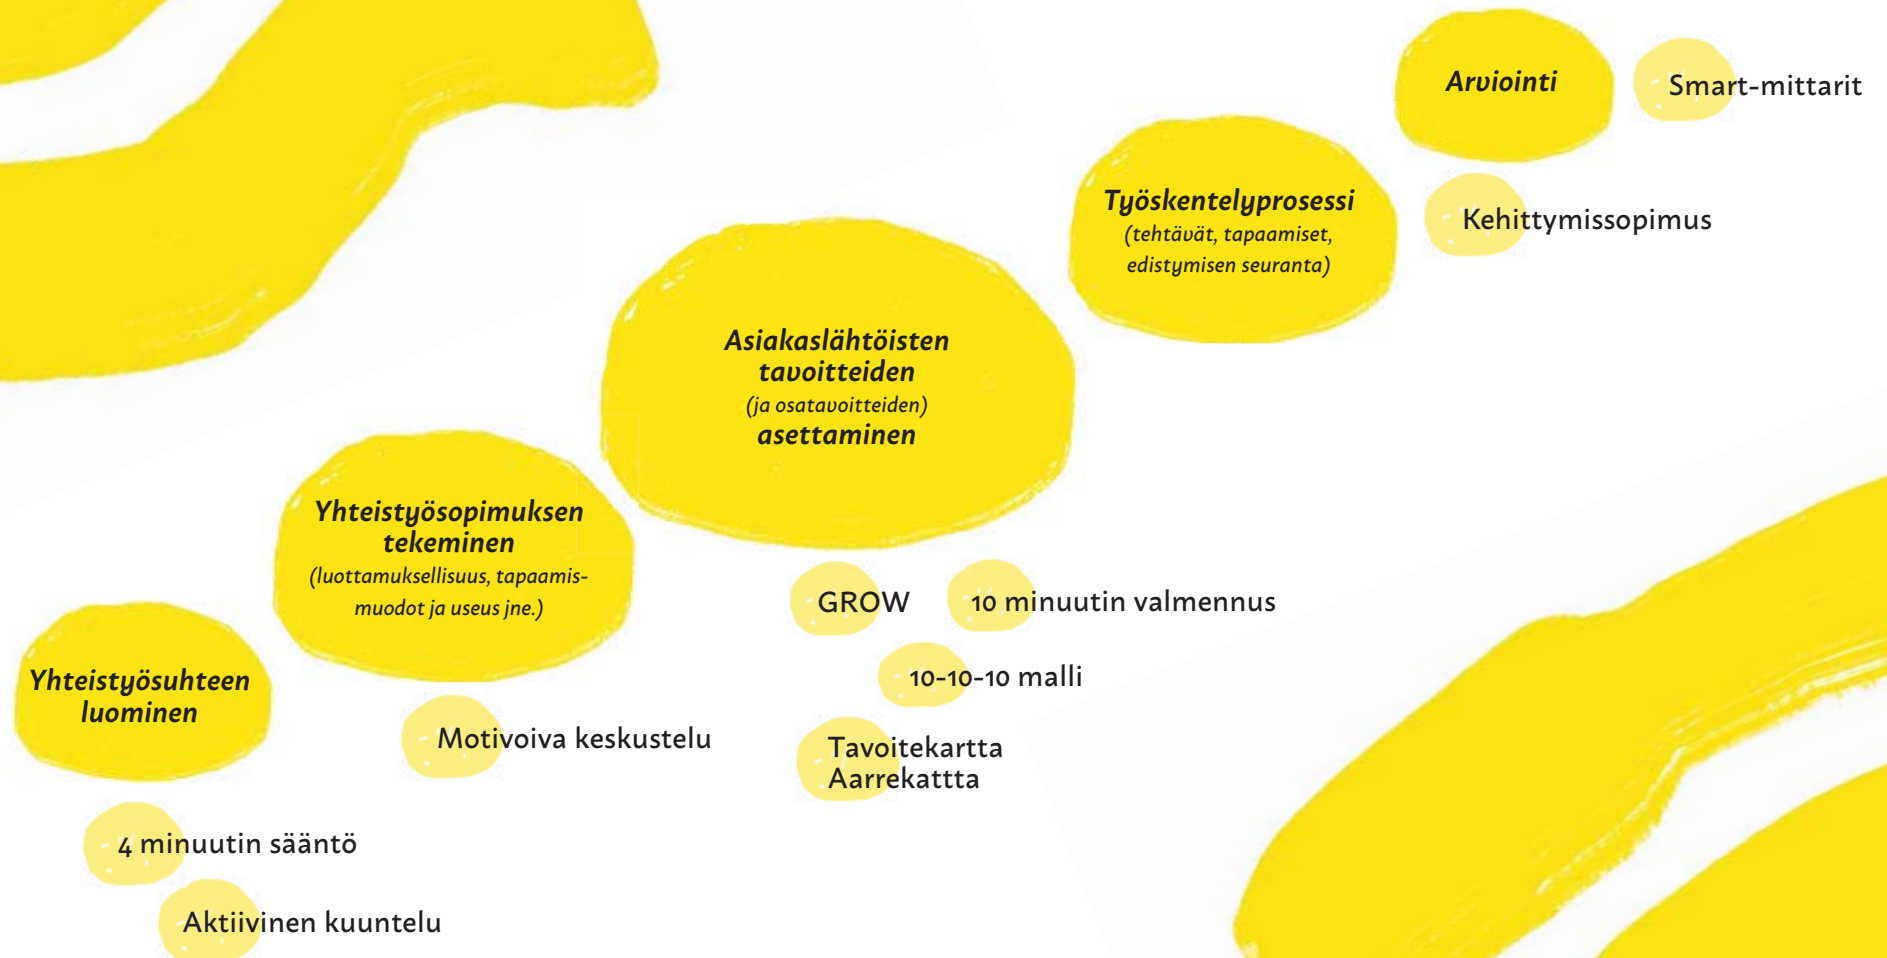 Arviointi
Smart-mittarit
Työskentelyprosessi
(tehtävät, tapaamiset,
edistymisen seuranta)
Kehittymissopimus
Asiakaslähtöisten
tavoitteiden
(ja osatavoitteiden)
asettaminen
Yhteistyösopimuksen
tekeminen
(luottamuksellisuus, tapaamis-
muodot ja useus jne.)
GROW
10 minuutin valmennus
10-10-10 malli
Tavoitekartta
Aarrekattta
Motivoiva keskustelu
Yhteistyösuhteen
luominen
4 minuutin sääntö
Aktiivinen kuuntelu